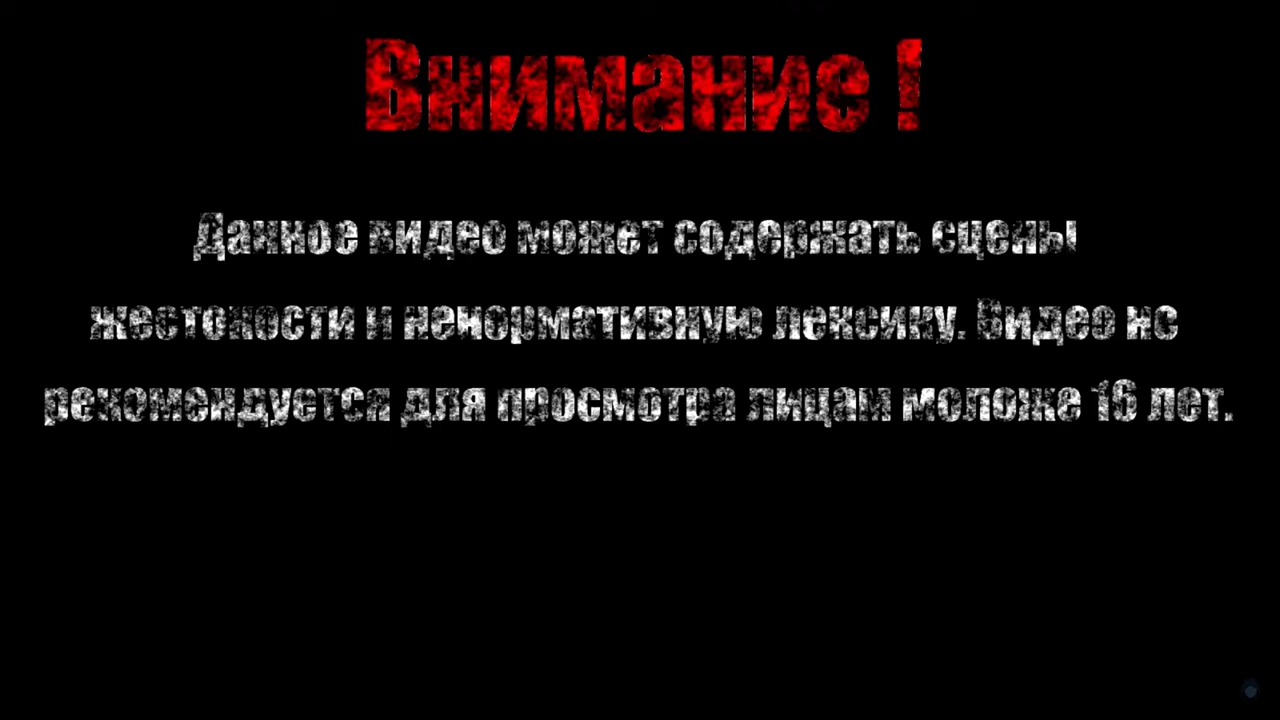 Внимание !
Данное видео может содержать сцены
жестокости и ненормативную лексику. Видео не
рекомендуется для просмотра лицам моложе 16 лет.